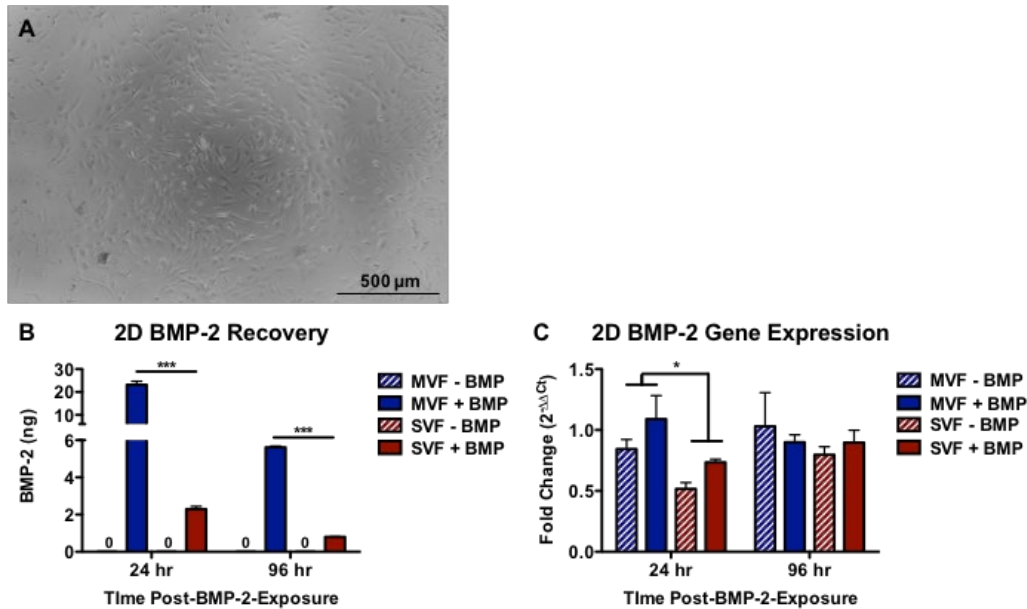 A
500 µm
B
2D BMP-2 Recovery
BMP-2 (ng)
30
20
10
6
4
2
0
***
***
0
0
0
0
24 hr
96 hr
TIme Post-BMP-2-Exposure
MVF - BMP
MVF + BMP
SVF - BMP
SVF + BMP
C
2D BMP-2 Gene Expression
Fold Change (2-ΔΔCt)
1.5
1.0
0.5
0.0
*
24 hr
96 hr
TIme Post-BMP-2-Exposure
MVF - BMP
MVF + BMP
SVF - BMP
SVF + BMP